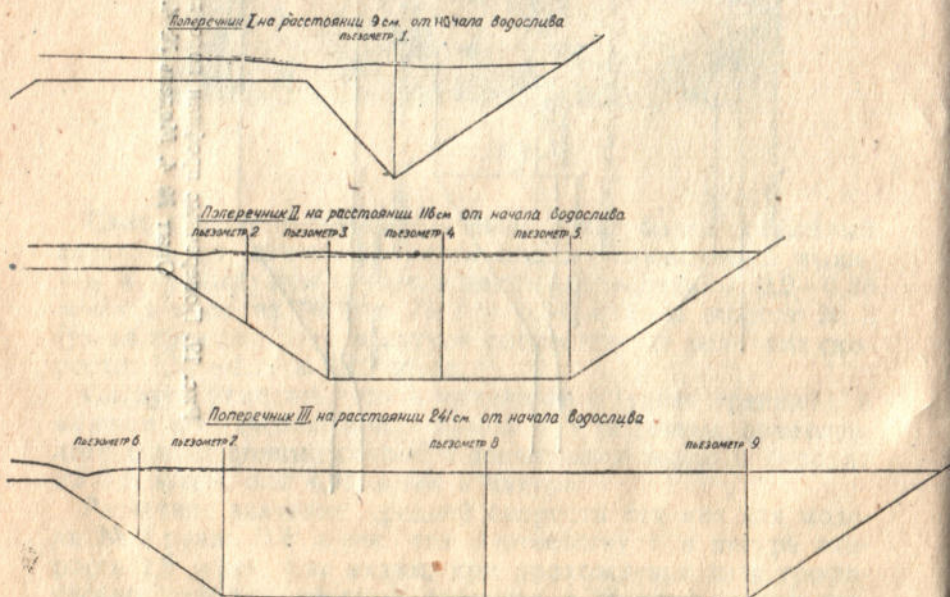 Поперечник I на расстоянии 9 см. от начала водослива
пьезометр 1.
Поперечник II на расстоянии 116 см от начала водослива
пьезометр 2 пьезометр 3. пьезометр 4 пьезометр 5.
Поперечник III, на расстоянии 241 см от начала водослива
пьезометр 6 пьезометр 7. пьезометр 8 пьезометр 9